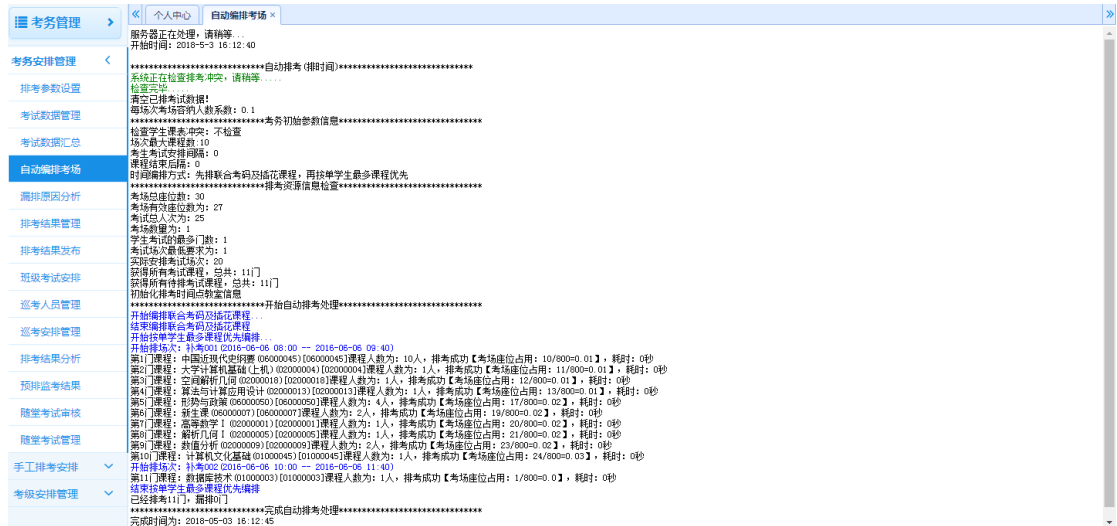 考务管理
考务安排管理
排考参数设置
考试数据管理
考试数据汇总
自动编排考场
漏排原因分析
排考结果管理
排考结果发布
班级考试安排
巡考人员管理
巡考安排管理
排考结果分析
预排监考结果
随堂考试审核
随堂考试管理
手工排考安排
考级安排管理
个人中心 自动编排考场 ×
服务器正在处理，请稍等...
开始时间：2018-5-3 16:12:40
*****************************自动排考(排时间)*****************************
系统正在检查排考冲突，请稍等.....
检查完毕.....
清空已排考试数据!
每场次考场容纳人数系数：0.1
*****************************考务初始参数信息*******************************
检查学生课表冲突：不检查
场次最大课程数:10
考生考试安排间隔：0
课程结束后隔：0
时间编排方式：先排联合考码及插花课程，再按单学生最多课程优先
*****************************排考资源信息检查*******************************
考场总座位数：30
考场有效座位数为：27
考试总人次为：25
考场数量为：1
学生考试的最多门数：1
考试场次最低要求为：1
实际安排考试场次：20
获得所有考试课程，总共：11门
获得所有待排考试课程，总共：11门
初始化排考时间点教室信息
*****************************开始自动排考处理*******************************
开始编排联合考码及插花课程...
结束编排联合考码及插花课程
开始按单学生最多课程优先编排...
开始排场次：补考001(2016-06-06 08:00 -- 2016-06-06 09:40)
第1门课程：中国近现代史纲要(06000045)[06000045]课程人数为：10人，排考成功【考场座位占用：10/800=0.01】，耗时：0秒
第2门课程：大学计算机基础(上机)(02000004)[02000004]课程人数为：1人，排考成功【考场座位占用：11/800=0.01】，耗时：0秒
第3门课程：空间解析几何(02000018)[02000018]课程人数为：1人，排考成功【考场座位占用：12/800=0.01】，耗时：0秒
第4门课程：算法与计算应用设计(02000013)[02000013]课程人数为：1人，排考成功【考场座位占用：13/800=0.01】，耗时：0秒
第5门课程：形势与政策(06000050)[06000050]课程人数为：4人，排考成功【考场座位占用：17/800=0.02】，耗时：0秒
第6门课程：新生课(06000007)[06000007]课程人数为：2人，排考成功【考场座位占用：19/800=0.02】，耗时：0秒
第7门课程：高等数学Ⅰ(02000001)[02000001]课程人数为：1人，排考成功【考场座位占用：20/800=0.02】，耗时：0秒
第8门课程：解析几何Ⅰ(02000005)[02000005]课程人数为：1人，排考成功【考场座位占用：21/800=0.02】，耗时：0秒
第9门课程：数值分析(02000009)[02000009]课程人数为：2人，排考成功【考场座位占用：23/800=0.02】，耗时：0秒
第10门课程：计算机文化基础(01000045)[01000045]课程人数为：1人，排考成功【考场座位占用：24/800=0.03】，耗时：0秒
开始排场次：补考002(2016-06-06 10:00 -- 2016-06-06 11:40)
第11门课程：数据库技术(01000003)[01000003]课程人数为：1人，排考成功【考场座位占用：1/800=0.0】，耗时：0秒
结束按单学生最多课程优先编排
已经排考11门，漏排0门
*****************************完成自动排考处理*******************************
完成时间为：2018-05-03 16:12:45